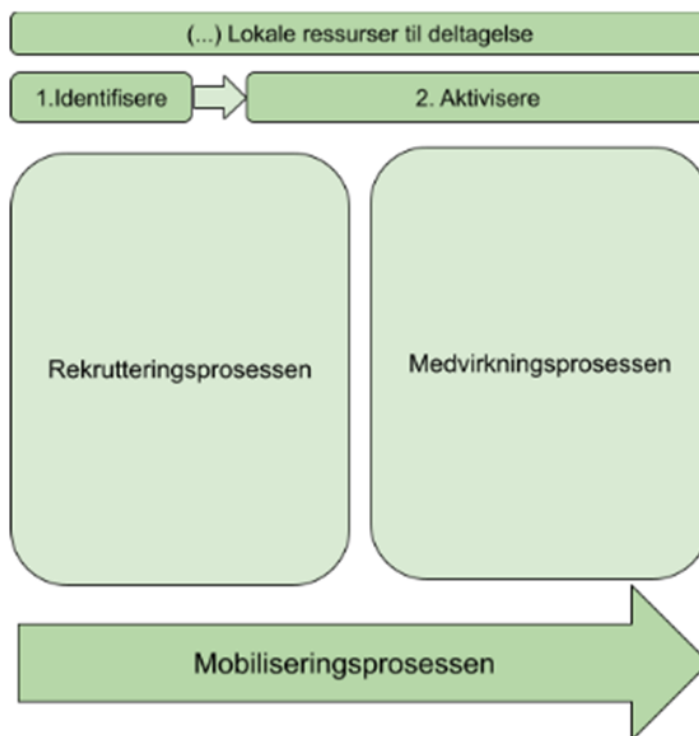 (...) Lokale ressurser til deltagelse
1.Identifisere
2. Aktivisere
Rekrutteringsprosessen
Medvirkningsprosessen
Mobiliseringsprosessen